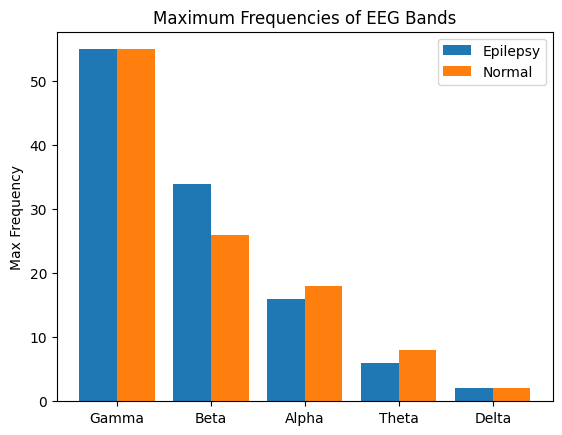 Maximum Frequencies of EEG Bands
Epilepsy
Normal
Max Frequency
50
40
30
20
10
0
Gamma Beta Alpha Theta Delta